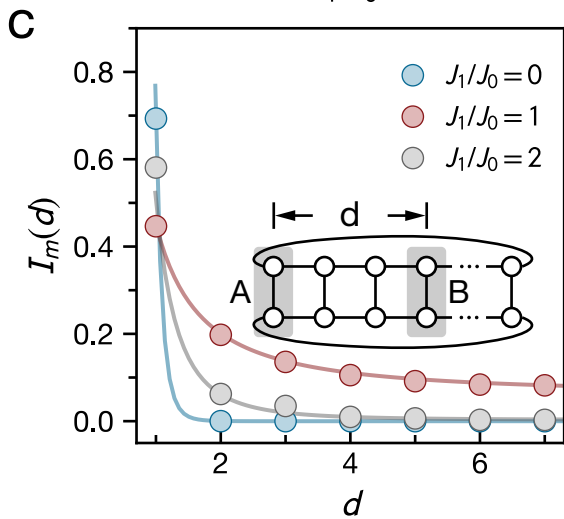 C
0.8
0.6
0.4
0.2
0.0
I_m(d)
J_1/J_0 = 0
J_1/J_0 = 1
J_1/J_0 = 2
d
A
B
...
...
2
4
6
d